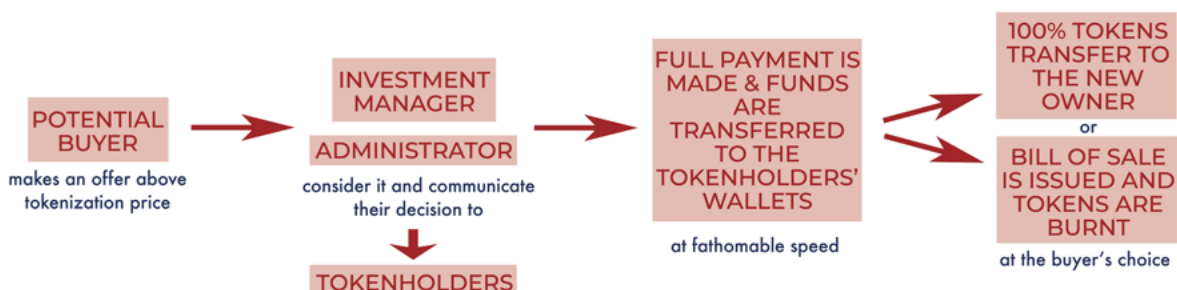 POTENTIAL
BUYER
makes an offer above
tokenization price
INVESTMENT
MANAGER
ADMINISTRATOR
consider it and communicate
their decision to
TOKENHOLDERS
FULL PAYMENT IS
MADE & FUNDS
ARE
TRANSFERRED
TO THE
TOKENHOLDERS’
WALLETS
at fathomable speed
100% TOKENS
TRANSFER TO
THE NEW
OWNER
or
BILL OF SALE
IS ISSUED AND
TOKENS ARE
BURNT
at the buyer’s choice